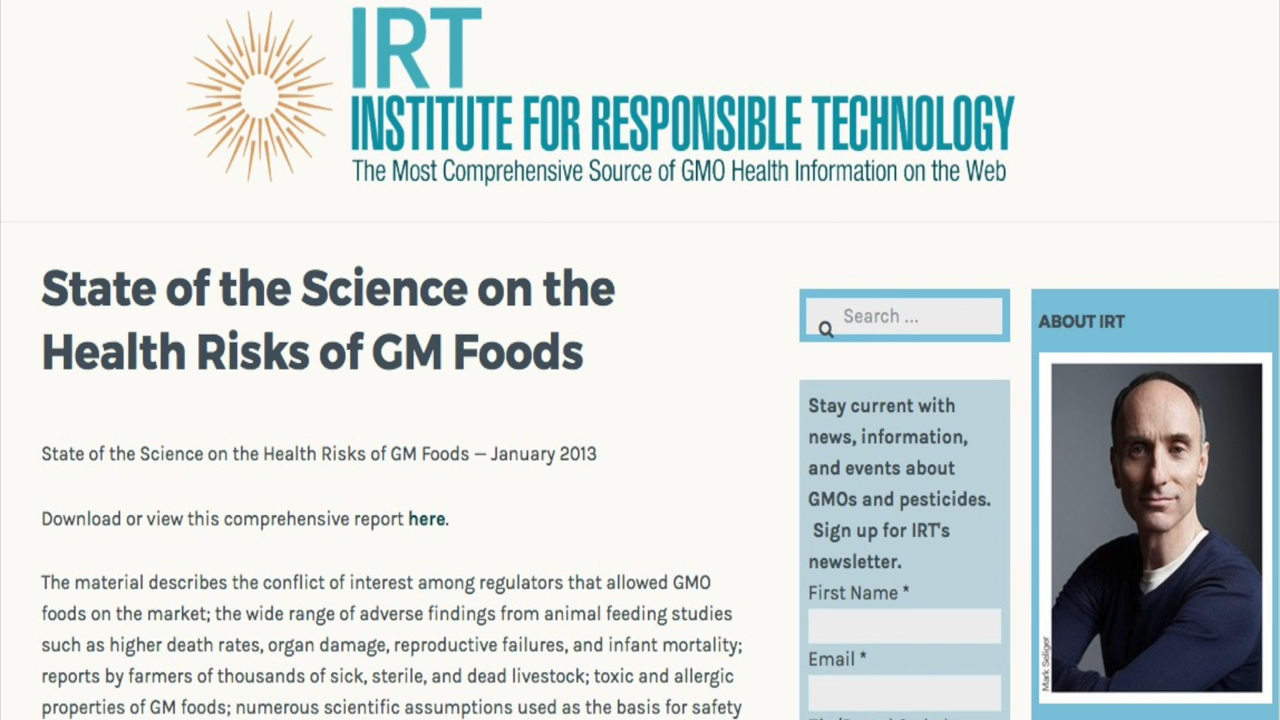 IRT
INSTITUTE FOR RESPONSIBLE TECHNOLOGY
The Most Comprehensive Source of GMO Health Information on the Web
State of the Science on the
Health Risks of GM Foods
State of the Science on the Health Risks of GM Foods — January 2013
Download or view this comprehensive report here.
The material describes the conflict of interest among regulators that allowed GMO
foods on the market; the wide range of adverse findings from animal feeding studies
such as higher death rates, organ damage, reproductive failures, and infant mortality;
reports by farmers of thousands of sick, sterile, and dead livestock; toxic and allergic
properties of GM foods; numerous scientific assumptions used as the basis for safety
Search ...
Stay current with
news, information,
and events about
GMOs and pesticides.
Sign up for IRT's
newsletter.
First Name *
Email *
ABOUT IRT
Mark Seliger